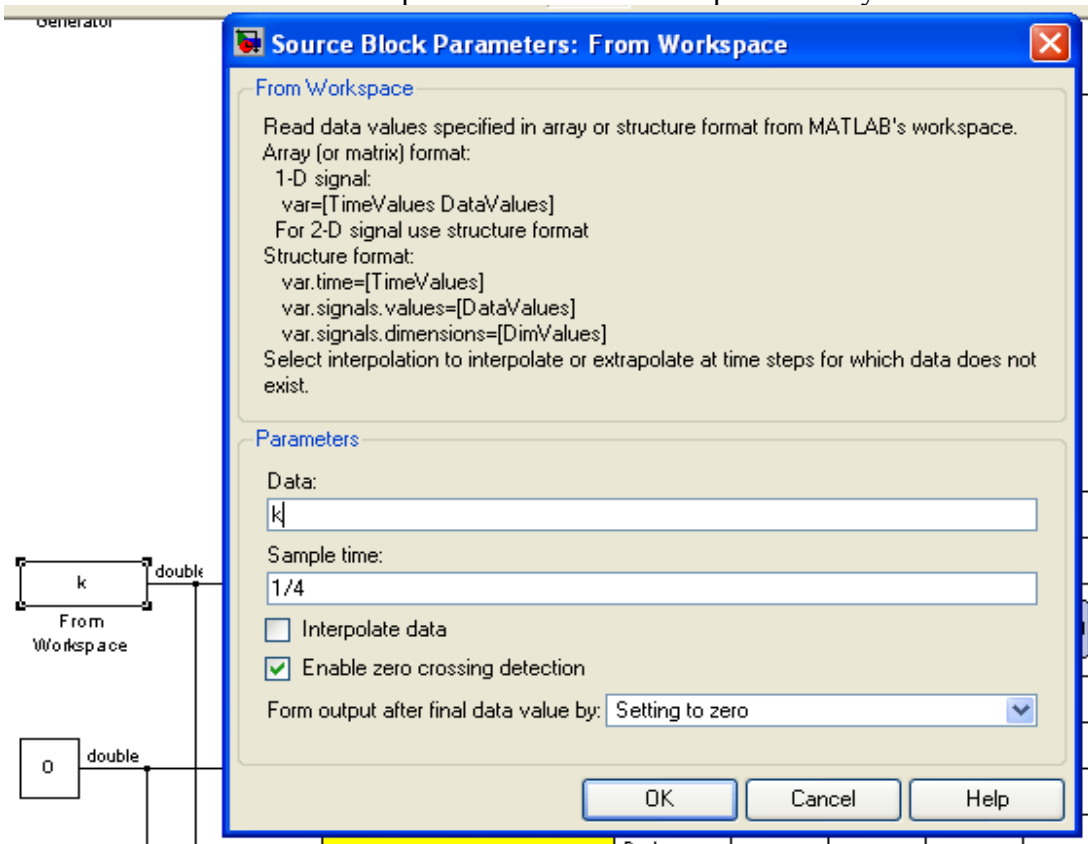 Generator
Source Block Parameters: From Workspace
From Workspace
Read data values specified in array or structure format from MATLAB's workspace.
Array (or matrix) format:
1-D signal:
var=[TimeValues DataValues]
For 2-D signal use structure format
Structure format:
var.time=[TimeValues]
var.signals.values=[DataValues]
var.signals.dimensions=[DimValues]
Select interpolation to interpolate or extrapolate at time steps for which data does not
exist.
Parameters
Data:
k
Sample time:
1/4
Interpolate data
Enable zero crossing detection
Form output after final data value by: Setting to zero
OK Cancel Help
k
double
From
Workspace
0
double